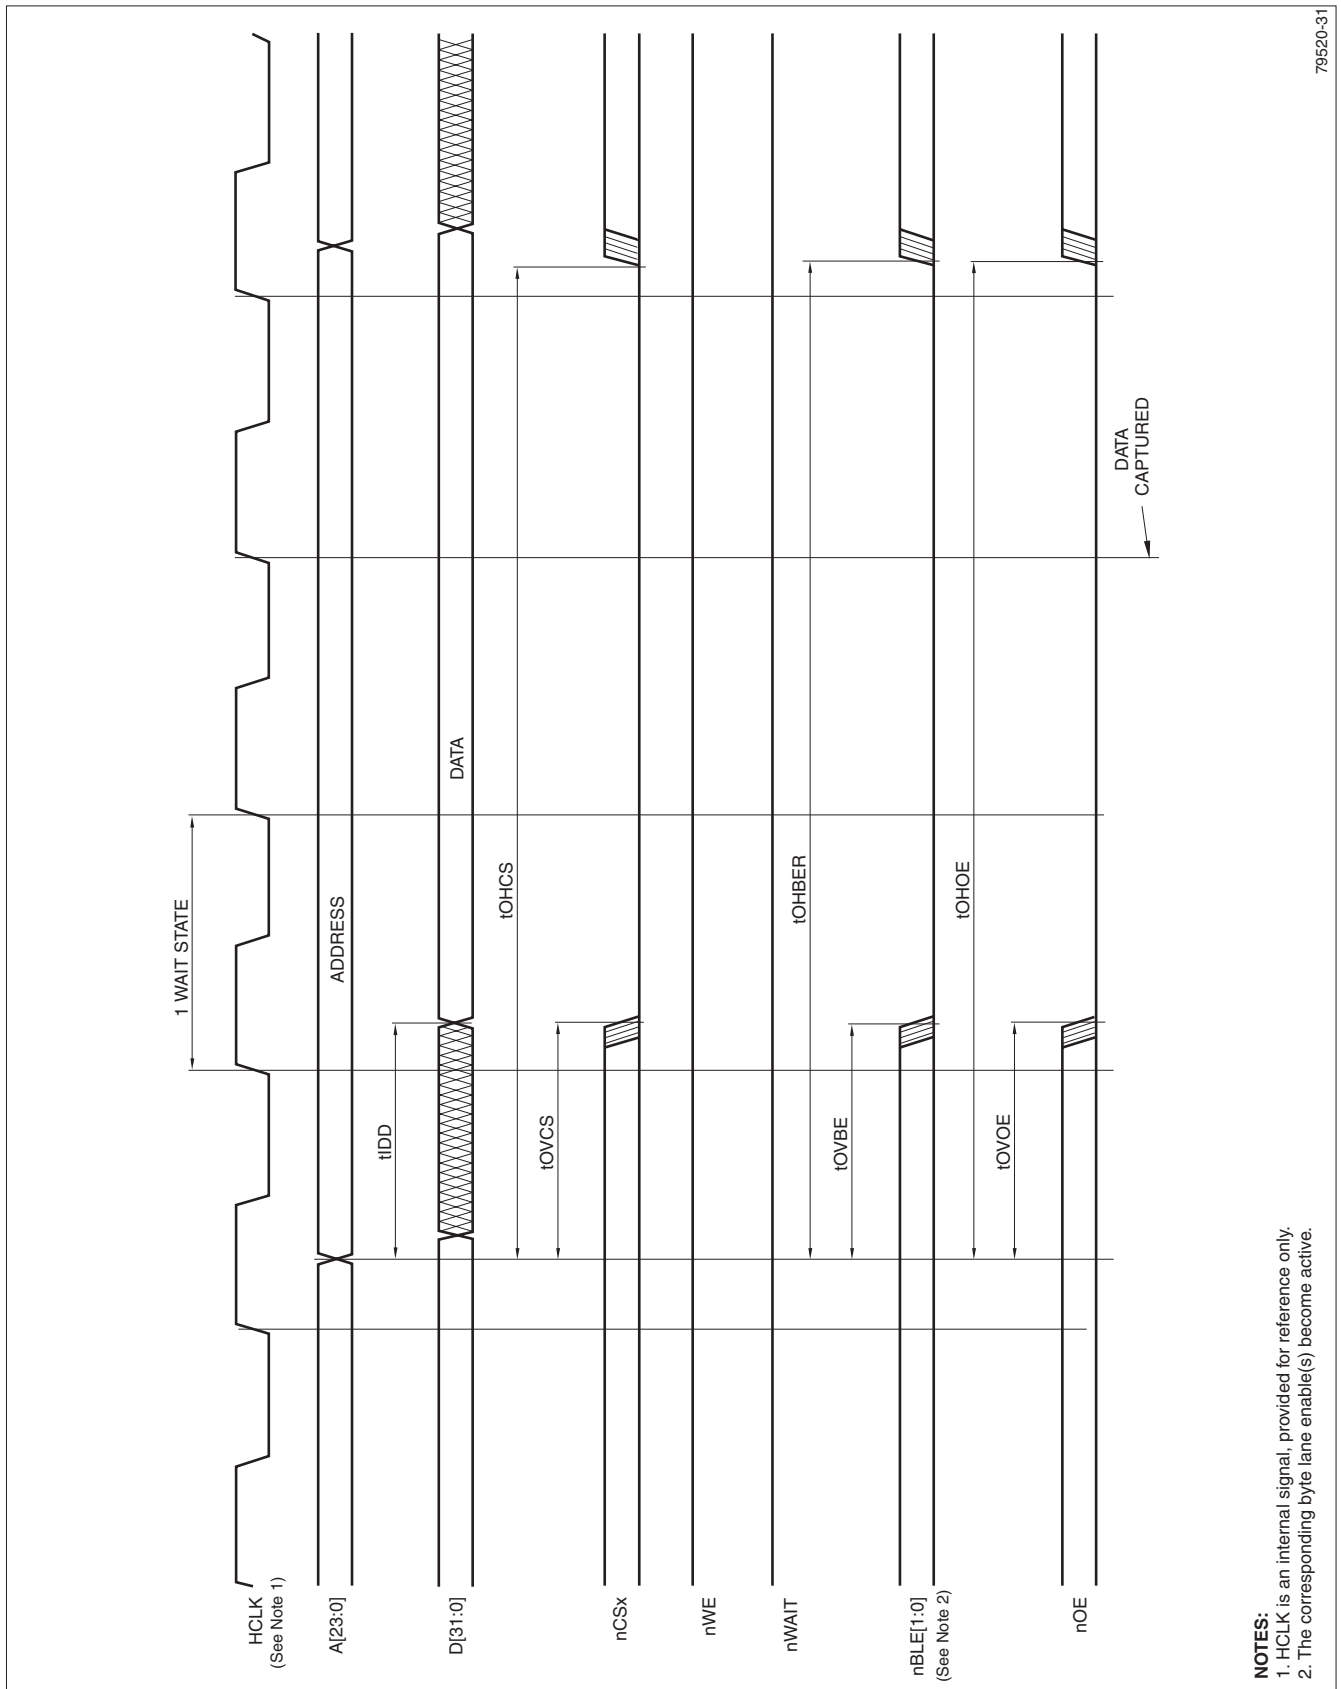 1 WAIT STATE
HCLK
(See Note 1)
A[23:0]
ADDRESS
tIDD
D[31:0]
DATA
tOHCS
tOVCS
nCSx
nWE
nWAIT
tOHBER
tOVBE
nBLE[1:0]
(See Note 2)
tOHOE
tOVOE
nOE
DATA
CAPTURED
NOTES:
1. HCLK is an internal signal, provided for reference only.
2. The corresponding byte lane enable(s) become active.
79520-31